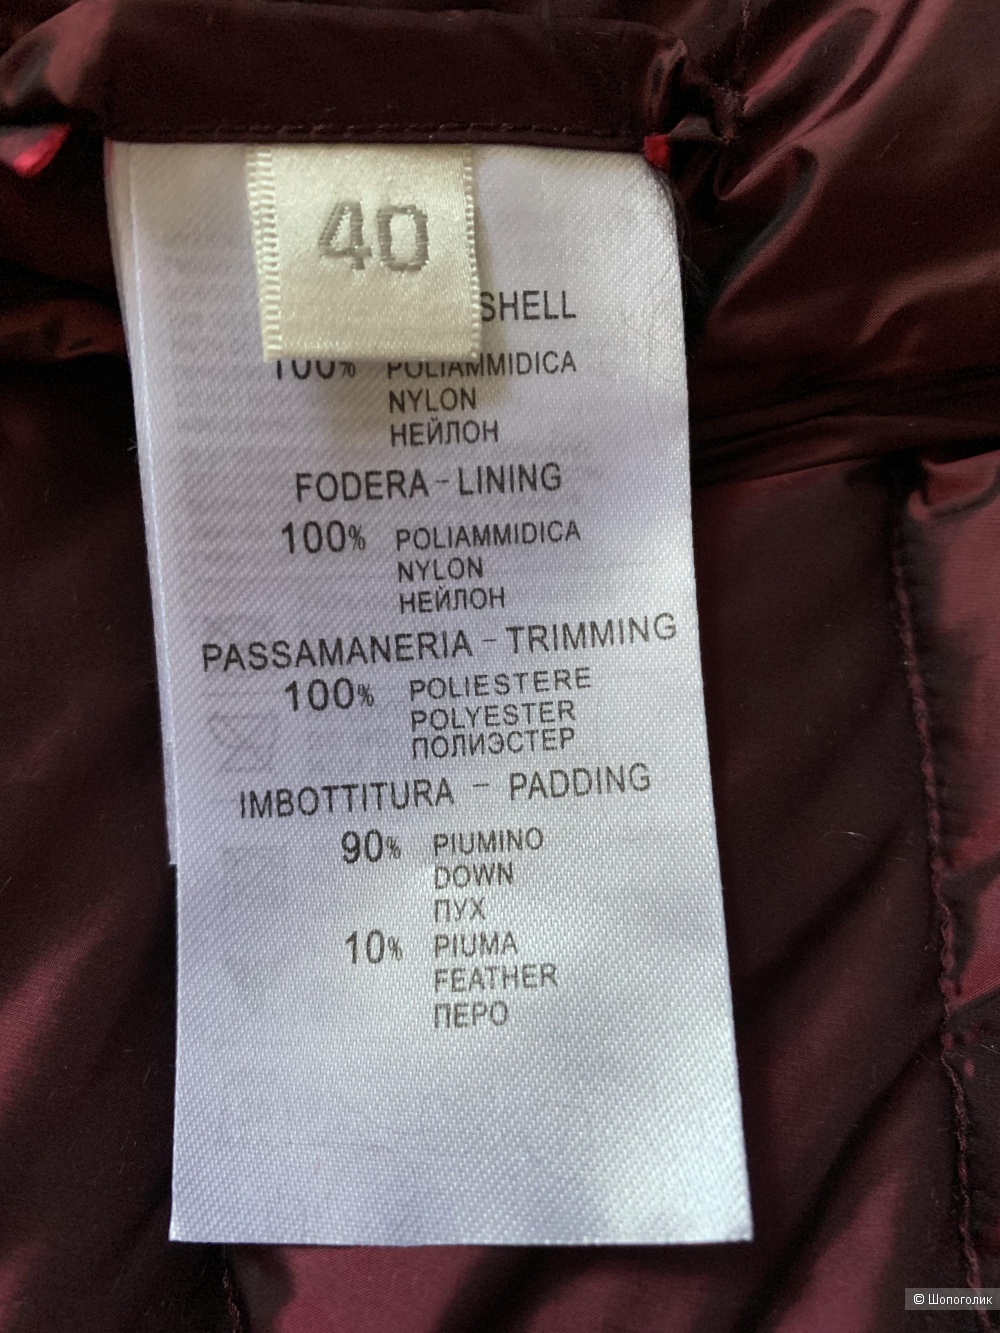 40
SHELL
100% POLIAMMIDICA
NYLON
НЕЙЛОН
FODERA - LINING
100% POLIAMMIDICA
NYLON
НЕЙЛОН
PASSAMANERIA - TRIMMING
100% POLIESTERE
POLYESTER
ПОЛИЭСТЕР
IMBOTTITURA - PADDING
90% PIUMINO
DOWN
ПУХ
10% PIUMA
FEATHER
ПЕРО
© Шопоголик